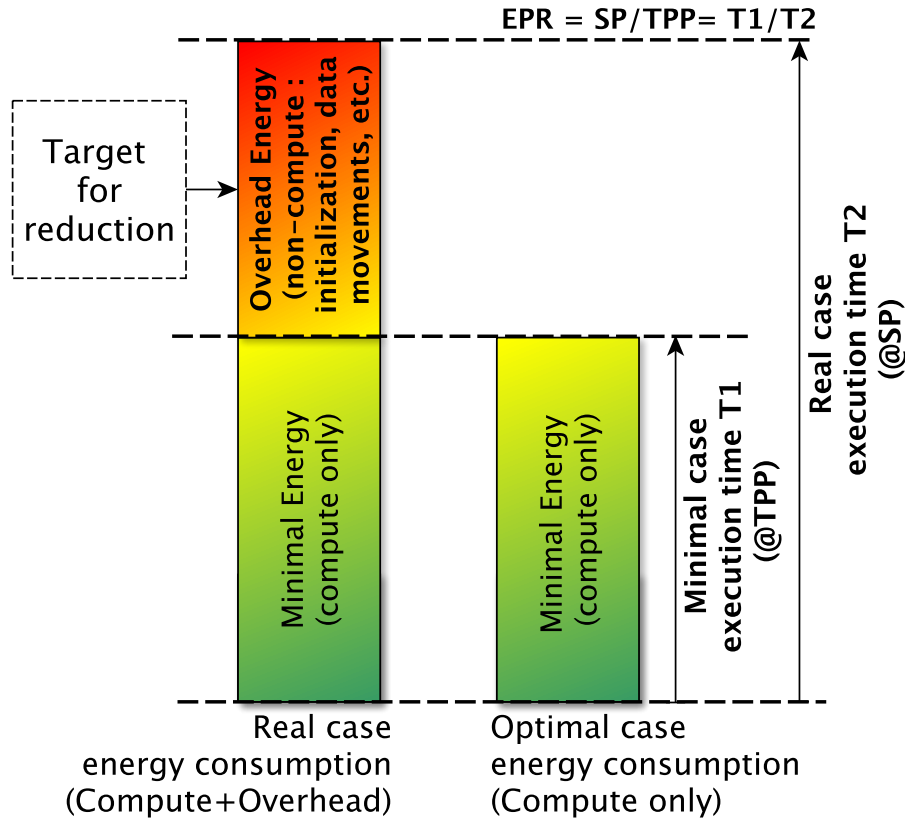 EPR = SP/TPP= T1/T2
Target
for
reduction
Overhead Energy
(non-compute :
initialization, data
movements, etc.)
Minimal Energy
(compute only)
Minimal Energy
(compute only)
Minimal case
execution time T1
(@TPP)
Real case
execution time T2
(@SP)
Real case
energy consumption
(Compute+Overhead)
Optimal case
energy consumption
(Compute only)